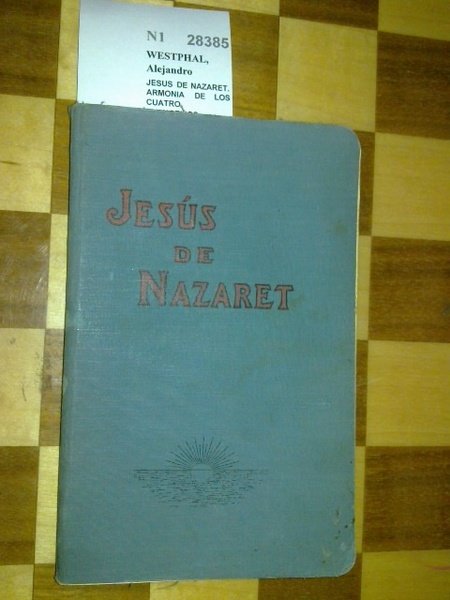 N1 28385
WESTPHAL,
Alejandro
JESUS DE NAZARET.
ARMONIA DE LOS
CUATRO
JESÚS
DE
NAZARET